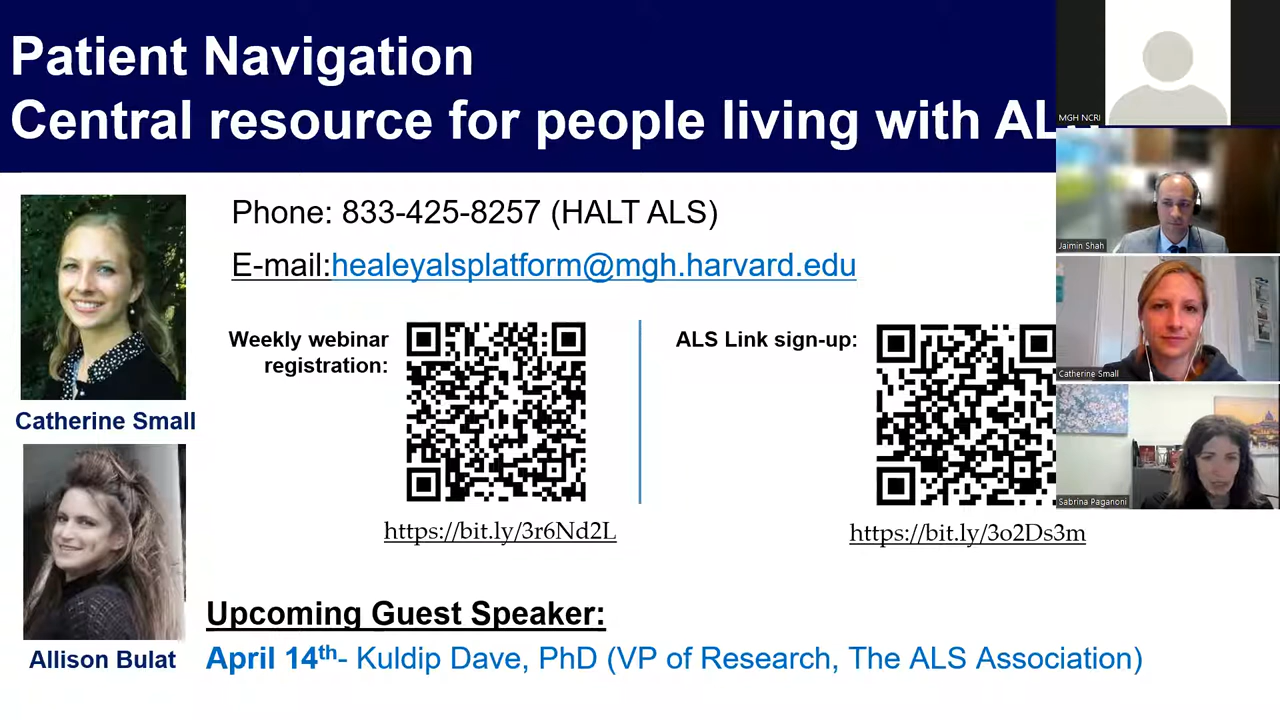 Patient Navigation
Central resource for people living with ALS
MGH NCRI
Jaimin Shah
Catherine Small
Sabrina Paganoni
Phone: 833-425-8257 (HALT ALS)
E-mail:healeyalsplatform@mgh.harvard.edu
Weekly webinar
registration:
ALS Link sign-up:
https://bit.ly/3r6Nd2L
https://bit.ly/3o2Ds3m
Catherine Small
Allison Bulat
Upcoming Guest Speaker:
April 14th- Kuldip Dave, PhD (VP of Research, The ALS Association)